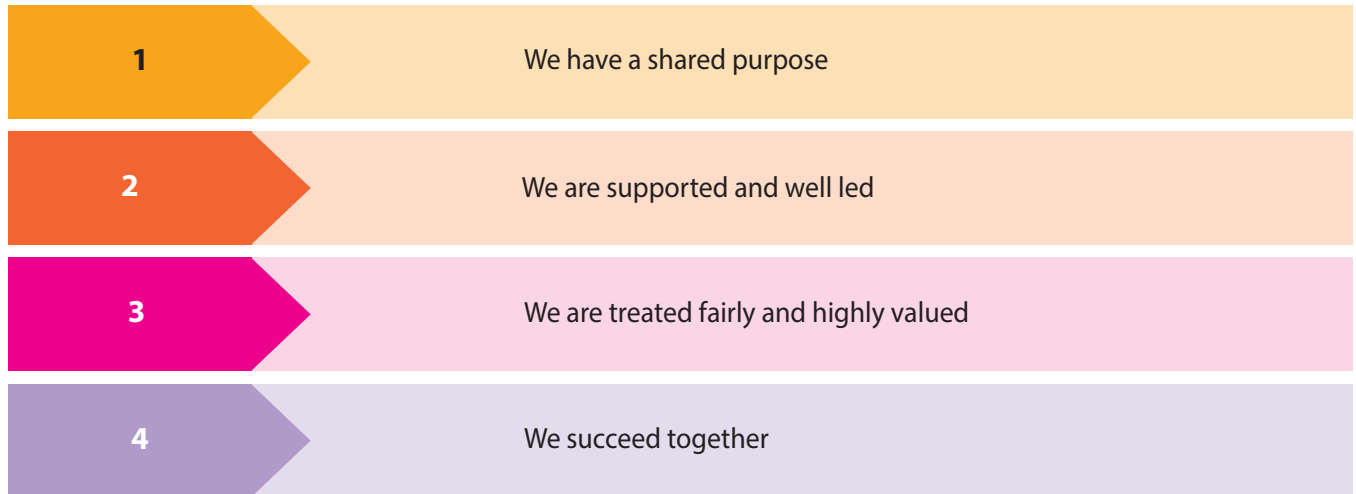 1 We have a shared purpose
2 We are supported and well led
3 We are treated fairly and highly valued
4 We succeed together